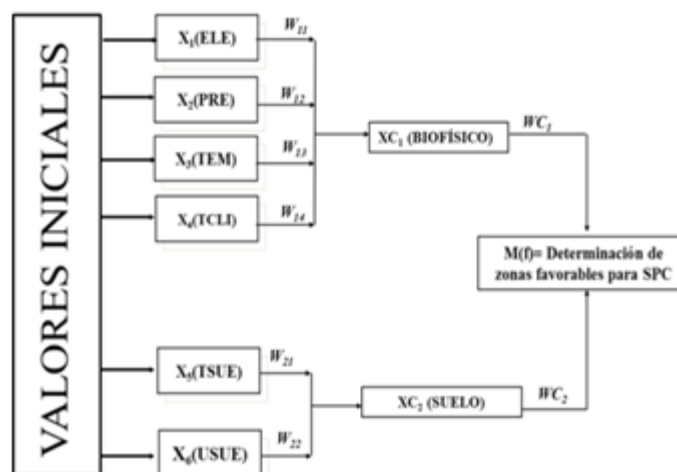 VALORES INICIALES
X₁(ELE)
W₁₁
X₂(PRE)
W₁₂
X₃(TEM)
W₁₃
X₄(TCLI)
W₁₄
XC₁ (BIOFÍSICO)
WC₁
M(f)= Determinación de
zonas favorables para SPC
X₅(TSUE)
W₂₁
XC₂ (SUELO)
WC₂
X₆(USUE)
W₂₂